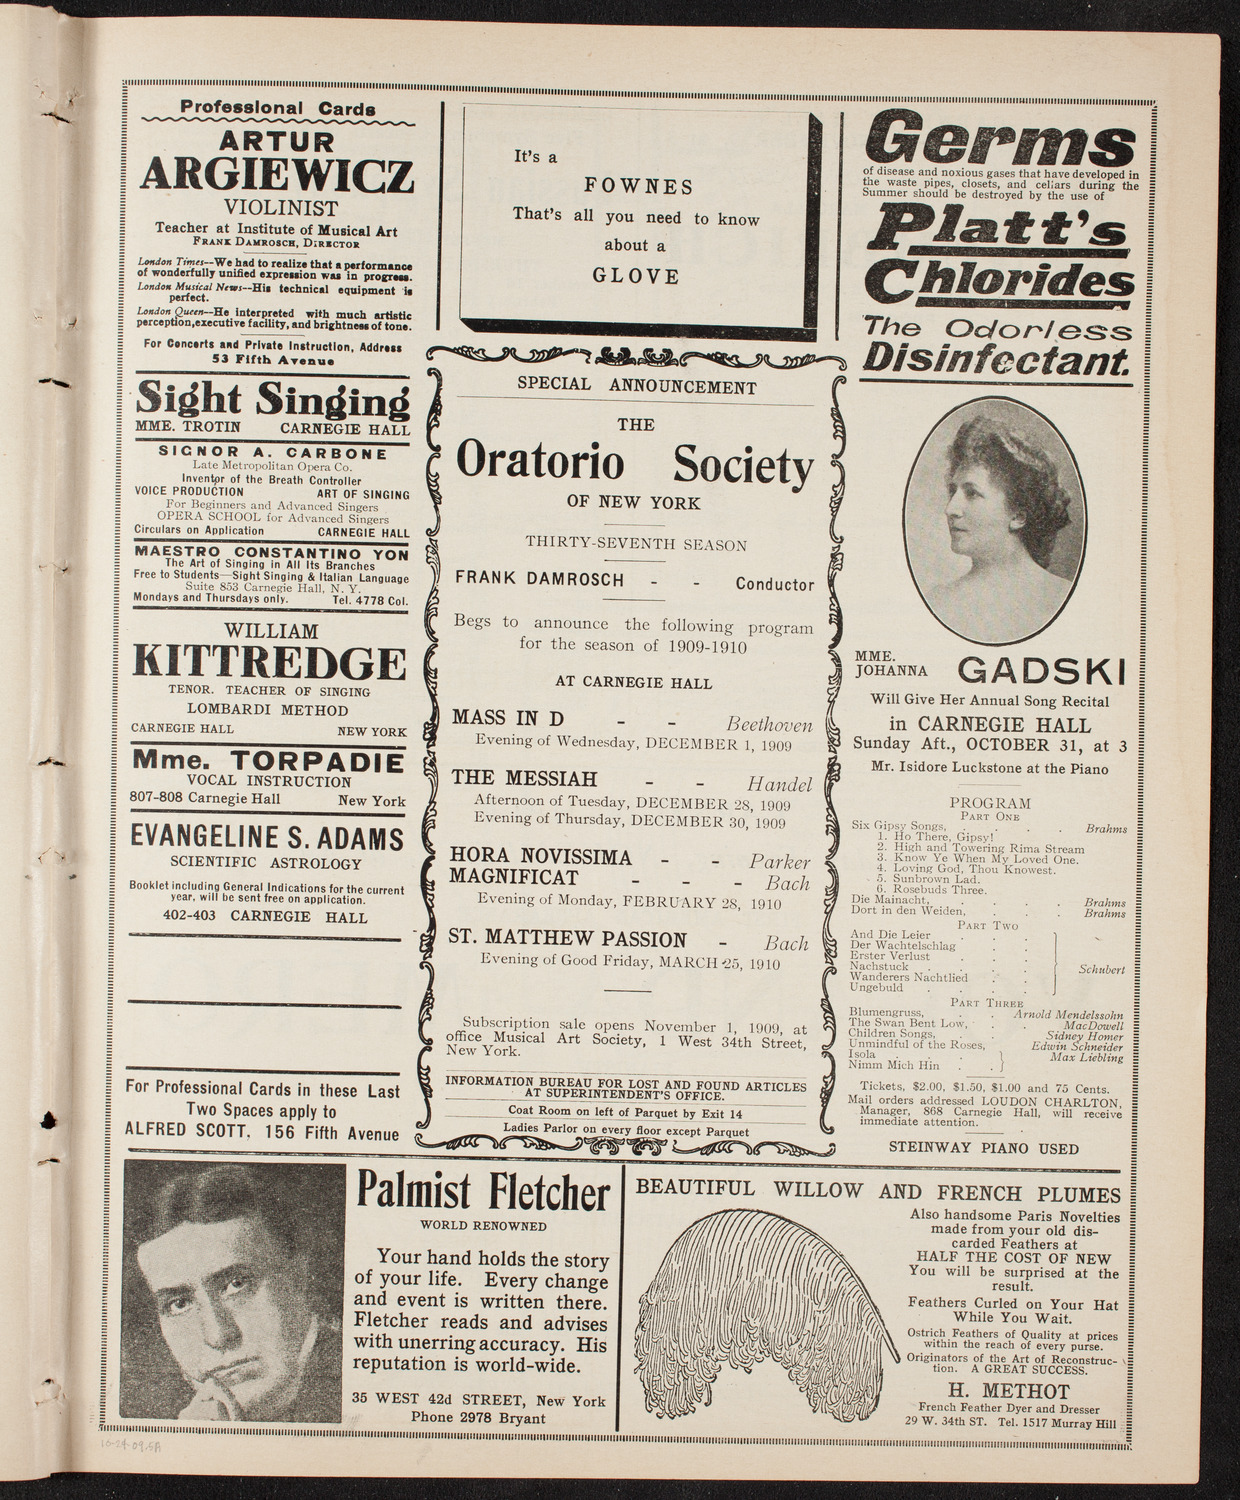 Professional Cards
ARTUR
ARGIEWICZ
VIOLINIST
Teacher at Institute of Musical Art
FRANK DAMROSCH, DIRECTOR
London Times--We had to realize that a performance
of wonderfully unified expression was in progress.
London Musical News--His technical equipment is
perfect.
London Queen--He interpreted with much artistic
perception, executive facility, and brightness of tone.
For Concerts and Private Instruction, Address
53 Fifth Avenue
Sight Singing
MME. TROTIN CARNEGIE HALL
SIGNOR A. CARBONE
Late Metropolitan Opera Co.
Inventor of the Breath Controller
VOICE PRODUCTION ART OF SINGING
For Beginners and Advanced Singers
OPERA SCHOOL for Advanced Singers
Circulars on Application CARNEGIE HALL
MAESTRO CONSTANTINO YON
The Art of Singing in All Its Branches
Free to Students—Sight Singing & Italian Language
Suite 853 Carnegie Hall, N. Y.
Mondays and Thursdays only. Tel. 4778 Col.
WILLIAM
KITTREDGE
TENOR. TEACHER OF SINGING
LOMBARDI METHOD
CARNEGIE HALL NEW YORK
Mme. TORPADIE
VOCAL INSTRUCTION
807-808 Carnegie Hall New York
EVANGELINE S. ADAMS
SCIENTIFIC ASTROLOGY
Booklet including General Indications for the current
year, will be sent free on application.
402-403 CARNEGIE HALL
For Professional Cards in these Last
Two Spaces apply to
ALFRED SCOTT, 156 Fifth Avenue
It's a
FOWNES
That's all you need to know
about a
GLOVE
SPECIAL ANNOUNCEMENT
THE
Oratorio Society
OF NEW YORK
THIRTY-SEVENTH SEASON
FRANK DAMROSCH - - Conductor
Begs to announce the following program
for the season of 1909-1910
AT CARNEGIE HALL
MASS IN D - - Beethoven
Evening of Wednesday, DECEMBER 1, 1909
THE MESSIAH - - Handel
Afternoon of Tuesday, DECEMBER 28, 1909
Evening of Thursday, DECEMBER 30, 1909
HORA NOVISSIMA - - Parker
MAGNIFICAT - - - Bach
Evening of Monday, FEBRUARY 28, 1910
ST. MATTHEW PASSION - Bach
Evening of Good Friday, MARCH 25, 1910
Subscription sale opens November 1, 1909, at
office Musical Art Society, 1 West 34th Street,
New York.
INFORMATION BUREAU FOR LOST AND FOUND ARTICLES
AT SUPERINTENDENT'S OFFICE.
Coat Room on left of Parquet by Exit 14
Ladies Parlor on every floor except Parquet
Germs
of disease and noxious gases that have developed in
the waste pipes, closets, and cellars during the
Summer should be destroyed by the use of
Platt's
Chlorides
The Odorless
Disinfectant.
MME.
JOHANNA GADSKI
Will Give Her Annual Song Recital
in CARNEGIE HALL
Sunday Aft., OCTOBER 31, at 3
Mr. Isidore Luckstone at the Piano
PROGRAM
PART ONE
Six Gipsy Songs, . . . . Brahms
1. Ho There, Gipsy!
2. High and Towering Rima Stream
3. Know Ye When My Loved One.
4. Loving God, Thou Knowest.
5. Sunbrown Lad.
6. Rosebuds Three.
Die Mainacht, . . . . Brahms
Dort in den Weiden, . . . . Brahms
PART TWO
And Die Leier
Der Wachtelschlag
Erster Verlust
Nachstuck
Wanderers Nachtlied
Ungebuld
Schubert
PART THREE
Blumengruss, . . Arnold Mendelssohn
The Swan Bent Low, . . MacDowell
Children Songs, . . Sidney Homer
Unmindful of the Roses, Edwin Schneider
Isola
Nimm Mich Hin
Max Liebling
Tickets, $2.00, $1.50, $1.00 and 75 Cents.
Mail orders addressed LOUDON CHARLTON,
Manager, 868 Carnegie Hall, will receive
immediate attention.
STEINWAY PIANO USED
Palmist Fletcher
WORLD RENOWNED
Your hand holds the story
of your life. Every change
and event is written there.
Fletcher reads and advises
with unerring accuracy. His
reputation is world-wide.
35 WEST 42d STREET, New York
Phone 2978 Bryant
BEAUTIFUL WILLOW AND FRENCH PLUMES
Also handsome Paris Novelties
made from your old dis-
carded Feathers at
HALF THE COST OF NEW
You will be surprised at the
result.
Feathers Curled on Your Hat
While You Wait.
Ostrich Feathers of Quality at prices
within the reach of every purse.
Originators of the Art of Reconstruc-
tion. A GREAT SUCCESS.
H. METHOT
French Feather Dyer and Dresser
29 W. 34th ST. Tel. 1517 Murray Hill
10-24-09.5A